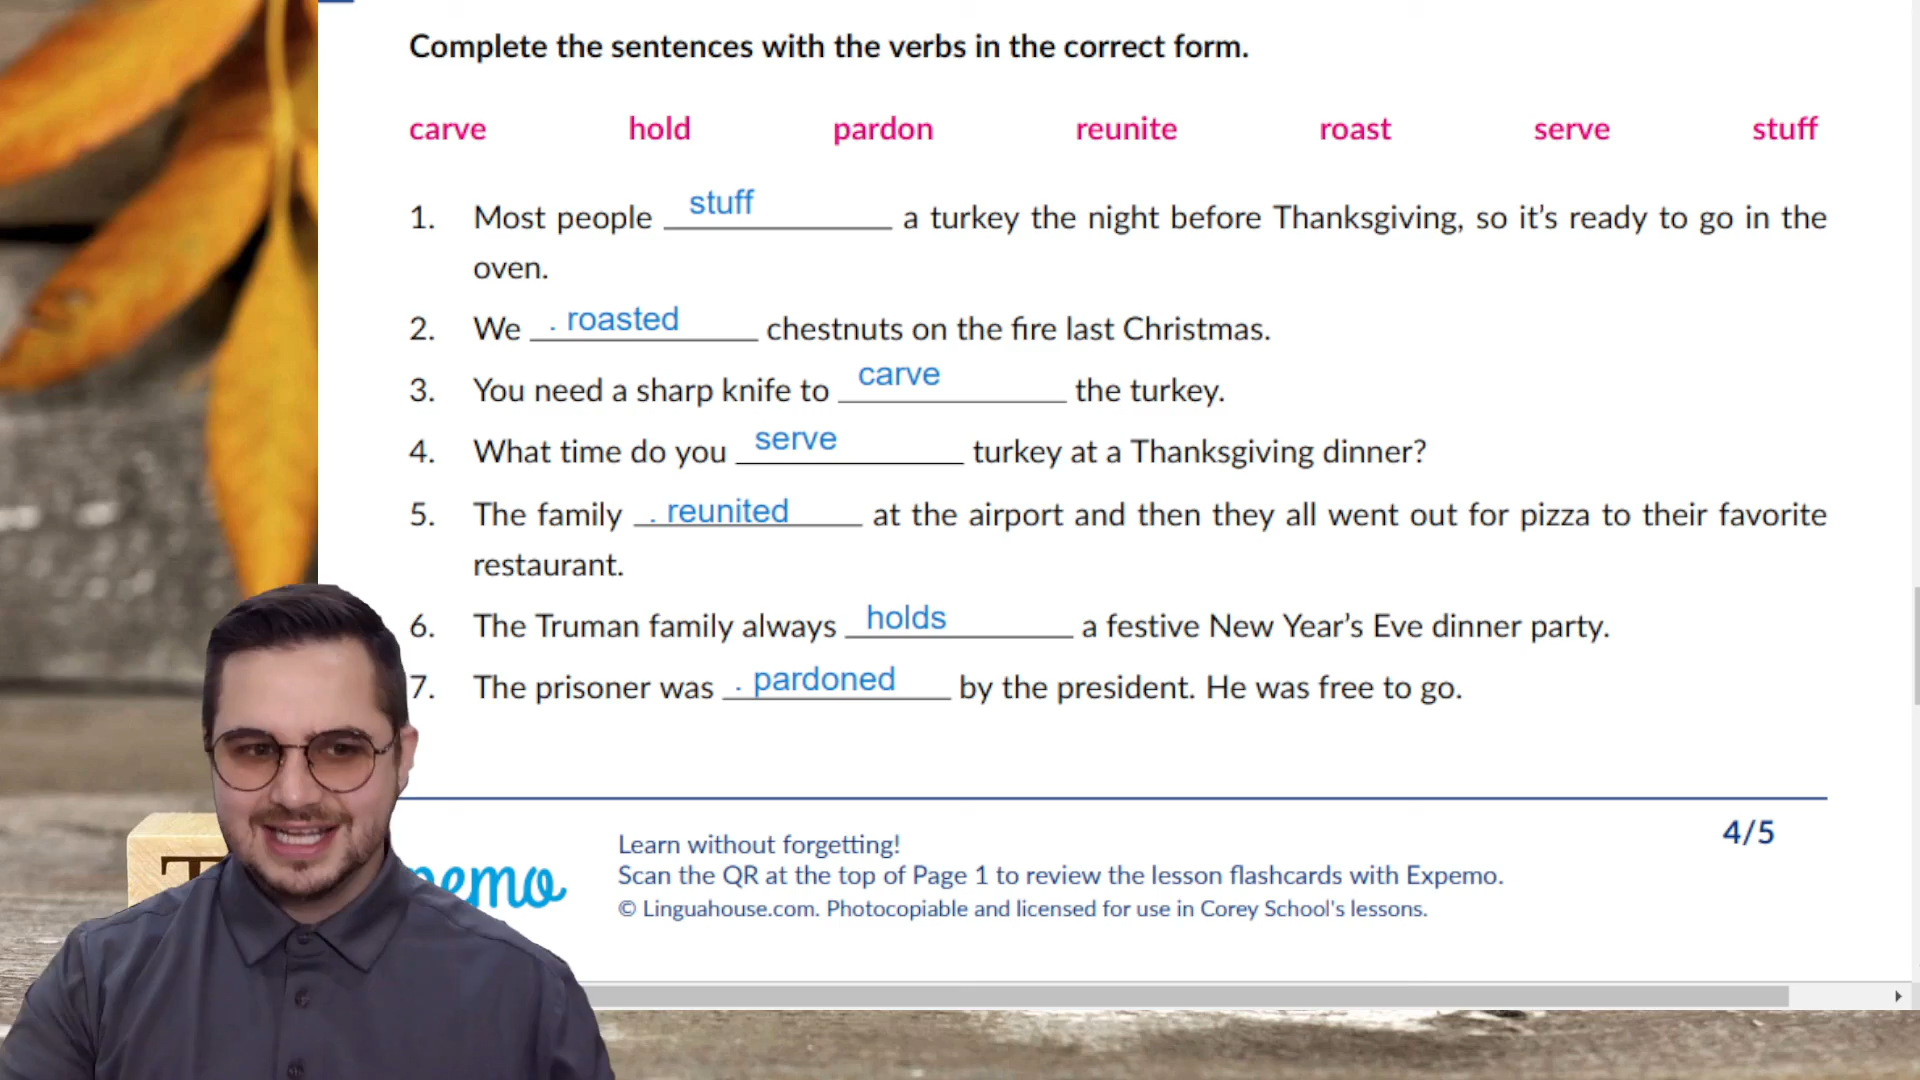 Complete the sentences with the verbs in the correct form.
carve hold pardon reunite roast serve stuff
1. Most people stuff a turkey the night before Thanksgiving, so it's ready to go in the
oven.
2. We . roasted chestnuts on the fire last Christmas.
3. You need a sharp knife to carve the turkey.
4. What time do you serve turkey at a Thanksgiving dinner?
5. The family . reunited at the airport and then they all went out for pizza to their favorite
restaurant.
6. The Truman family always holds a festive New Year's Eve dinner party.
7. The prisoner was . pardoned by the president. He was free to go.
Learn without forgetting!
4/5
Scan the QR at the top of Page 1 to review the lesson flashcards with Expemo.
© Linguahouse.com. Photocopiable and licensed for use in Corey School's lessons.
T